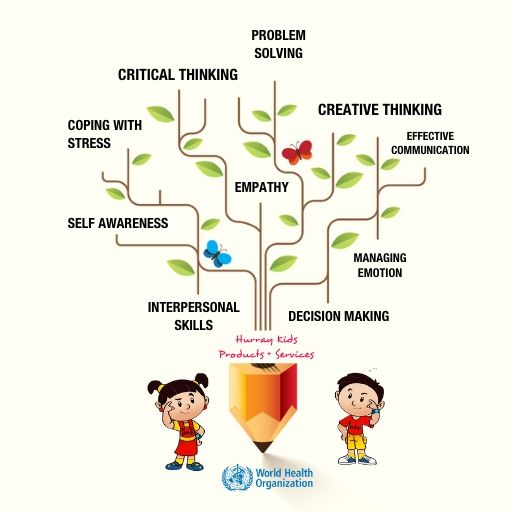 PROBLEM
SOLVING
CRITICAL THINKING
CREATIVE THINKING
COPING WITH
STRESS
EFFECTIVE
COMMUNICATION
EMPATHY
SELF AWARENESS
MANAGING
EMOTION
INTERPERSONAL
SKILLS
DECISION MAKING
Hurray Kids
Products + Services
World Health
Organization